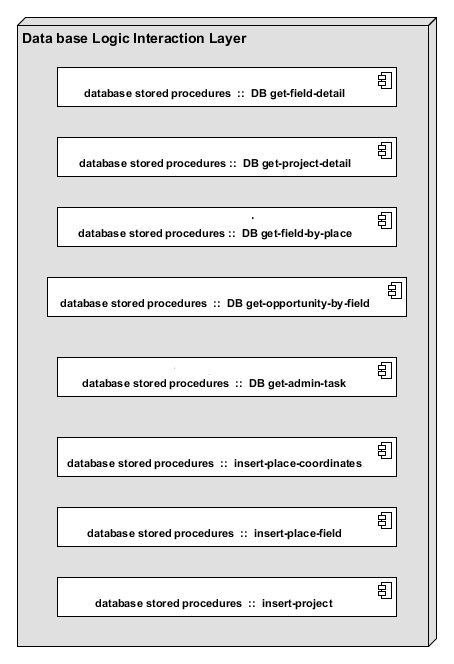 Data base Logic Interaction Layer
database stored procedures :: DB get-field-detail
database stored procedures :: DB get-project-detail
database stored procedures :: DB get-field-by-place
database stored procedures :: DB get-opportunity-by-field
database stored procedures :: DB get-admin-task
database stored procedures :: insert-place-coordinates
database stored procedures :: insert-place-field
database stored procedures :: insert-project